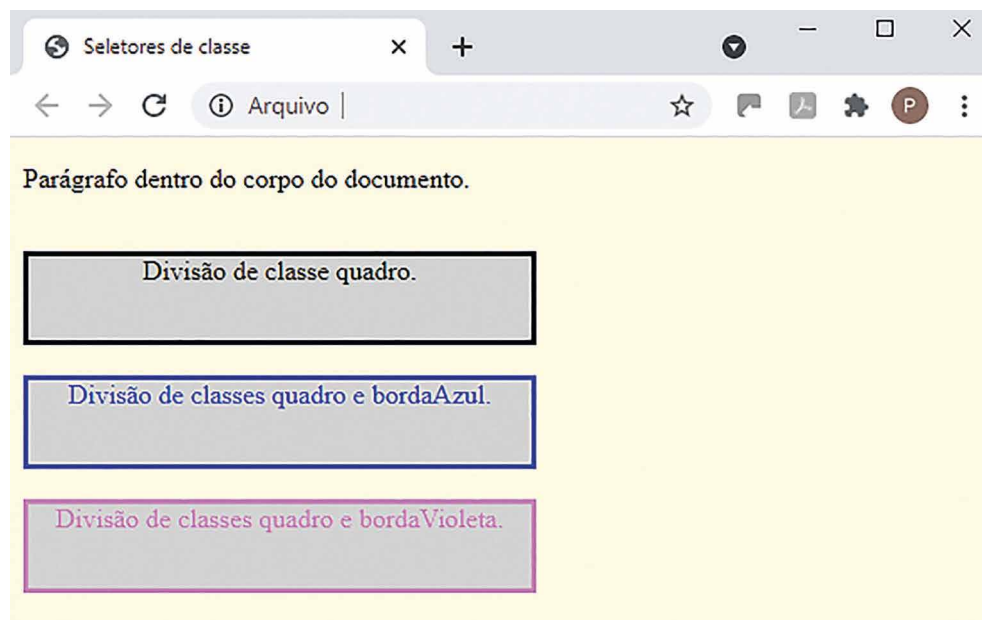 Seletores de classe
Arquivo
P
Parágrafo dentro do corpo do documento.
Divisão de classe quadro.
Divisão de classes quadro e bordaAzul.
Divisão de classes quadro e bordaVioleta.